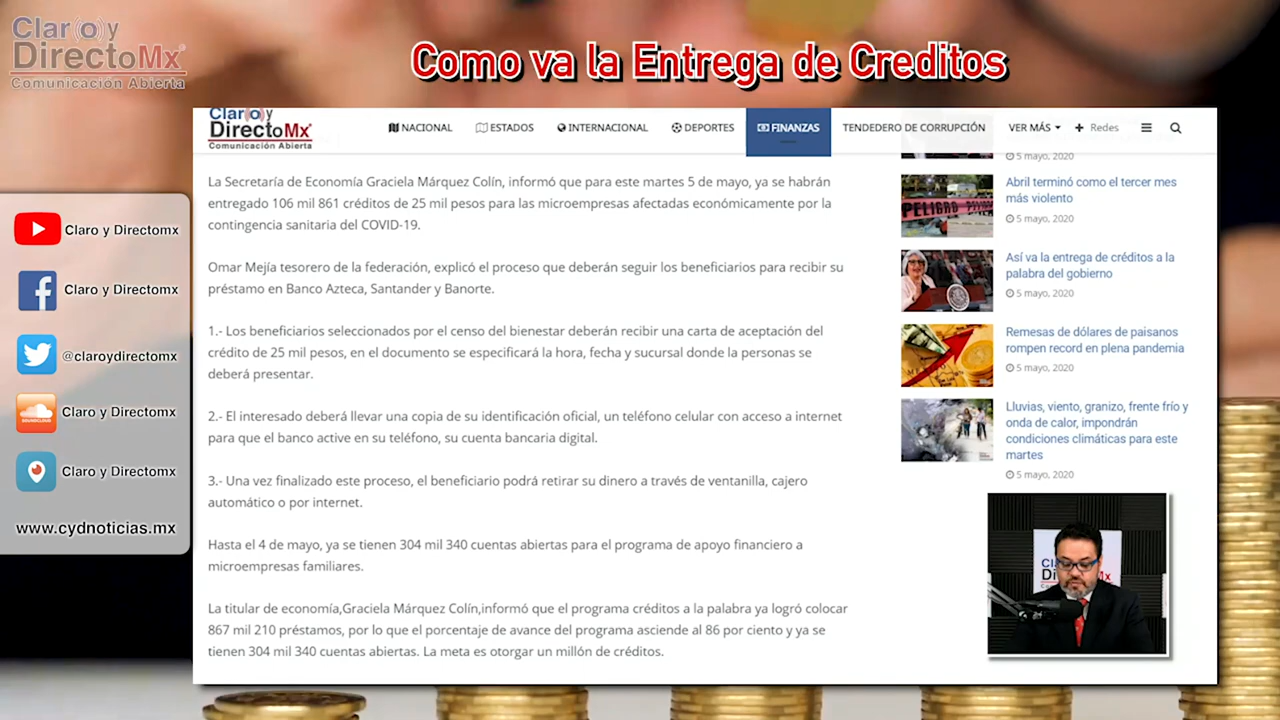 Claro y
DirectoMx
Comunicación Abierta
Como va la Entrega de Creditos
Claro y
DirectoMx
Comunicación Abierta
NACIONAL
ESTADOS
INTERNACIONAL
DEPORTES
FINANZAS
TENDEDERO DE CORRUPCIÓN
VER MÁS
Redes
La Secretaría de Economía Graciela Márquez Colín, informó que para este martes 5 de mayo, ya se habrán
entregado 106 mil 861 créditos de 25 mil pesos para las microempresas afectadas económicamente por la
contingencia sanitaria del COVID-19.
Omar Mejía tesorero de la federación, explicó el proceso que deberán seguir los beneficiarios para recibir su
préstamo en Banco Azteca, Santander y Banorte.
1.- Los beneficiarios seleccionados por el censo del bienestar deberán recibir una carta de aceptación del
crédito de 25 mil pesos, en el documento se especificará la hora, fecha y sucursal donde la personas se
deberá presentar.
2.- El interesado deberá llevar una copia de su identificación oficial, un teléfono celular con acceso a internet
para que el banco active en su teléfono, su cuenta bancaria digital.
3.- Una vez finalizado este proceso, el beneficiario podrá retirar su dinero a través de ventanilla, cajero
automático o por internet.
Hasta el 4 de mayo, ya se tienen 304 mil 340 cuentas abiertas para el programa de apoyo financiero a
microempresas familiares.
La titular de economía,Graciela Márquez Colín,informó que el programa créditos a la palabra ya logró colocar
867 mil 210 préstamos, por lo que el porcentaje de avance del programa asciende al 86 por ciento y ya se
tienen 304 mil 340 cuentas abiertas. La meta es otorgar un millón de créditos.
5 mayo, 2020
PELIGRO
Abril terminó como el tercer mes
más violento
5 mayo, 2020
Así va la entrega de créditos a la
palabra del gobierno
5 mayo, 2020
Remesas de dólares de paisanos
rompen record en plena pandemia
5 mayo, 2020
Lluvias, viento, granizo, frente frío y
onda de calor, impondrán
condiciones climáticas para este
martes
5 mayo, 2020
Claro y Directomx
Claro y Directomx
@claroydirectomx
SOUNDCLOUD
Claro y Directomx
Claro y Directomx
www.cydnoticias.mx